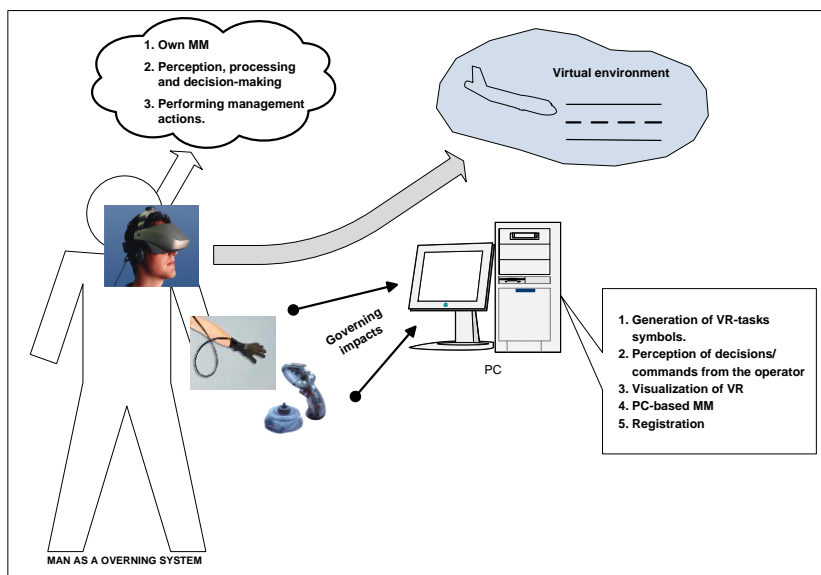 1. Own MM
2. Perception, processing
and decision-making
3. Performing management
actions.
Virtual environment
Governing
impacts
PC
1. Generation of VR-tasks
symbols.
2. Perception of decisions/
commands from the operator
3. Visualization of VR
4. PC-based MM
5. Registration
MAN AS A OVERNING SYSTEM